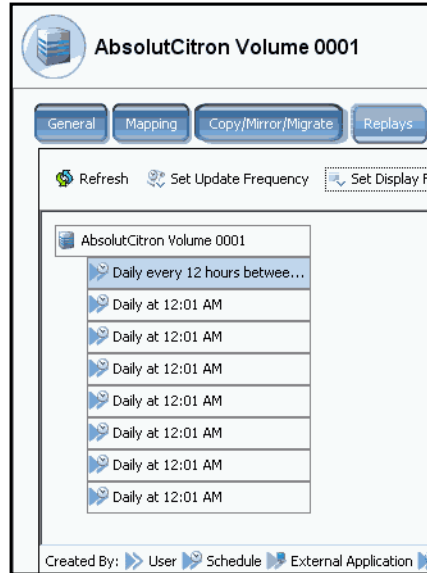 AbsolutCitron Volume 0001
General Mapping Copy/Mirror/Migrate Replays
Refresh Set Update Frequency Set Display F
AbsolutCitron Volume 0001
Daily every 12 hours betwee...
Daily at 12:01 AM
Daily at 12:01 AM
Daily at 12:01 AM
Daily at 12:01 AM
Daily at 12:01 AM
Daily at 12:01 AM
Daily at 12:01 AM
Created By: User Schedule External Application